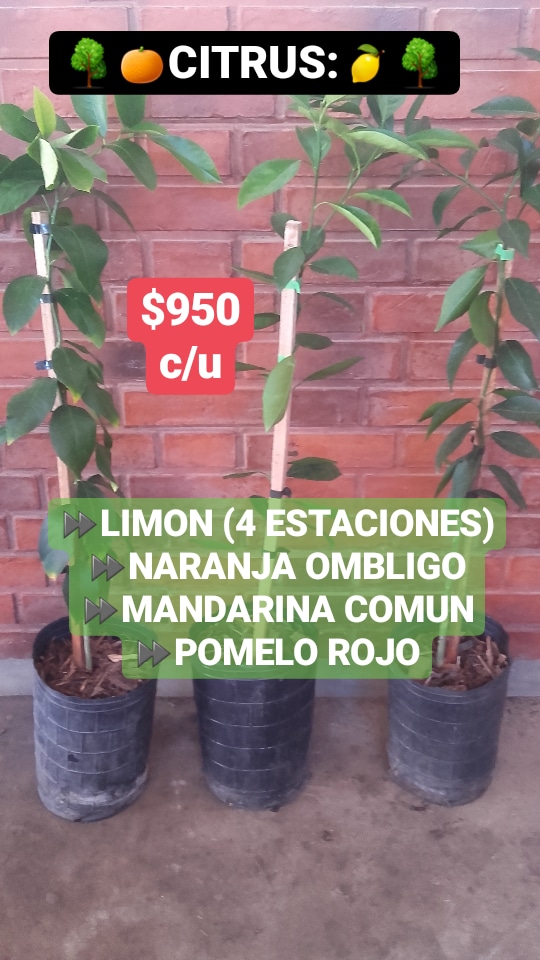 🌳 🍊CITRUS:🍋 🌳
$950
c/u
⏩LIMON (4 ESTACIONES)
⏩NARANJA OMBLIGO
⏩MANDARINA COMUN
⏩POMELO ROJO